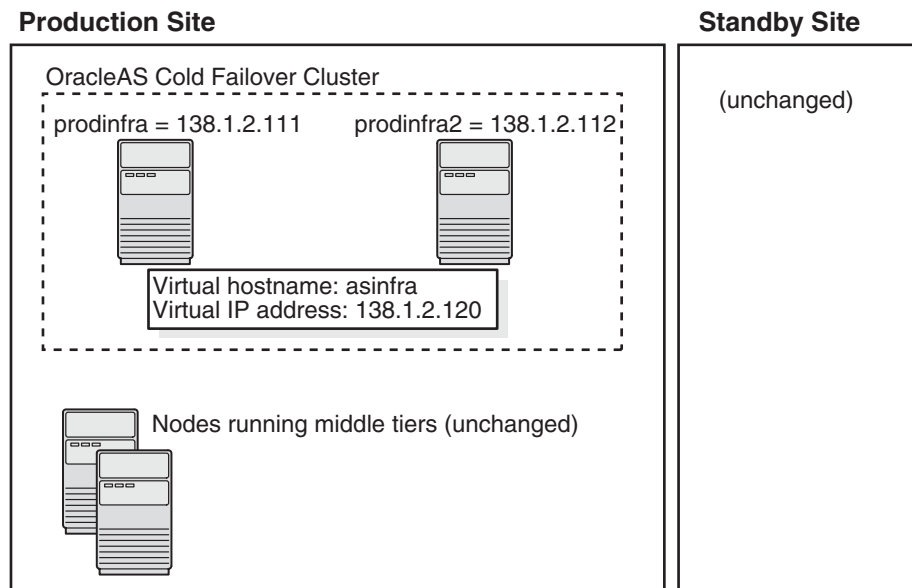 Production Site
Standby Site
OracleAS Cold Failover Cluster
prodinfra = 138.1.2.111
prodinfra2 = 138.1.2.112
Virtual hostname: asinfra
Virtual IP address: 138.1.2.120
Nodes running middle tiers (unchanged)
(unchanged)